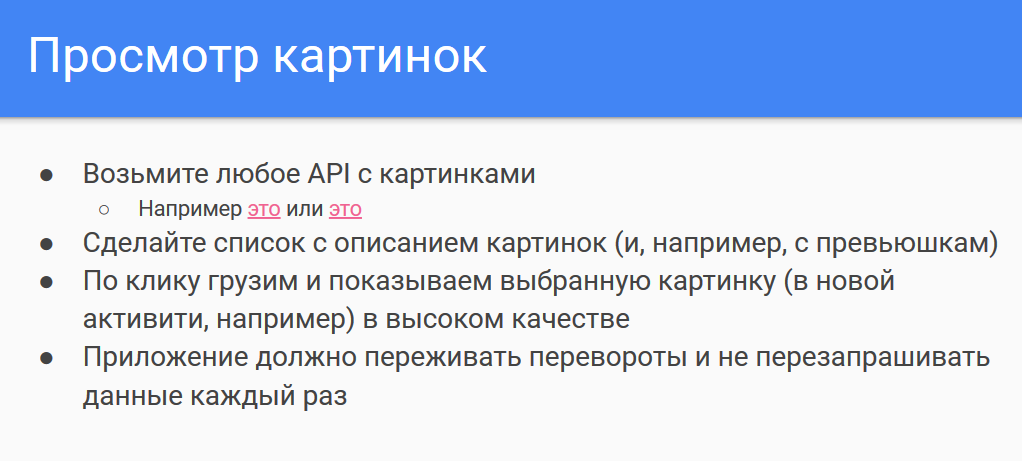 Просмотр картинок
● Возьмите любое API с картинками
○ Например это или это
● Сделайте список с описанием картинок (и, например, с превьюшкам)
● По клику грузим и показываем выбранную картинку (в новой
активити, например) в высоком качестве
● Приложение должно переживать перевороты и не перезапрашивать
данные каждый раз